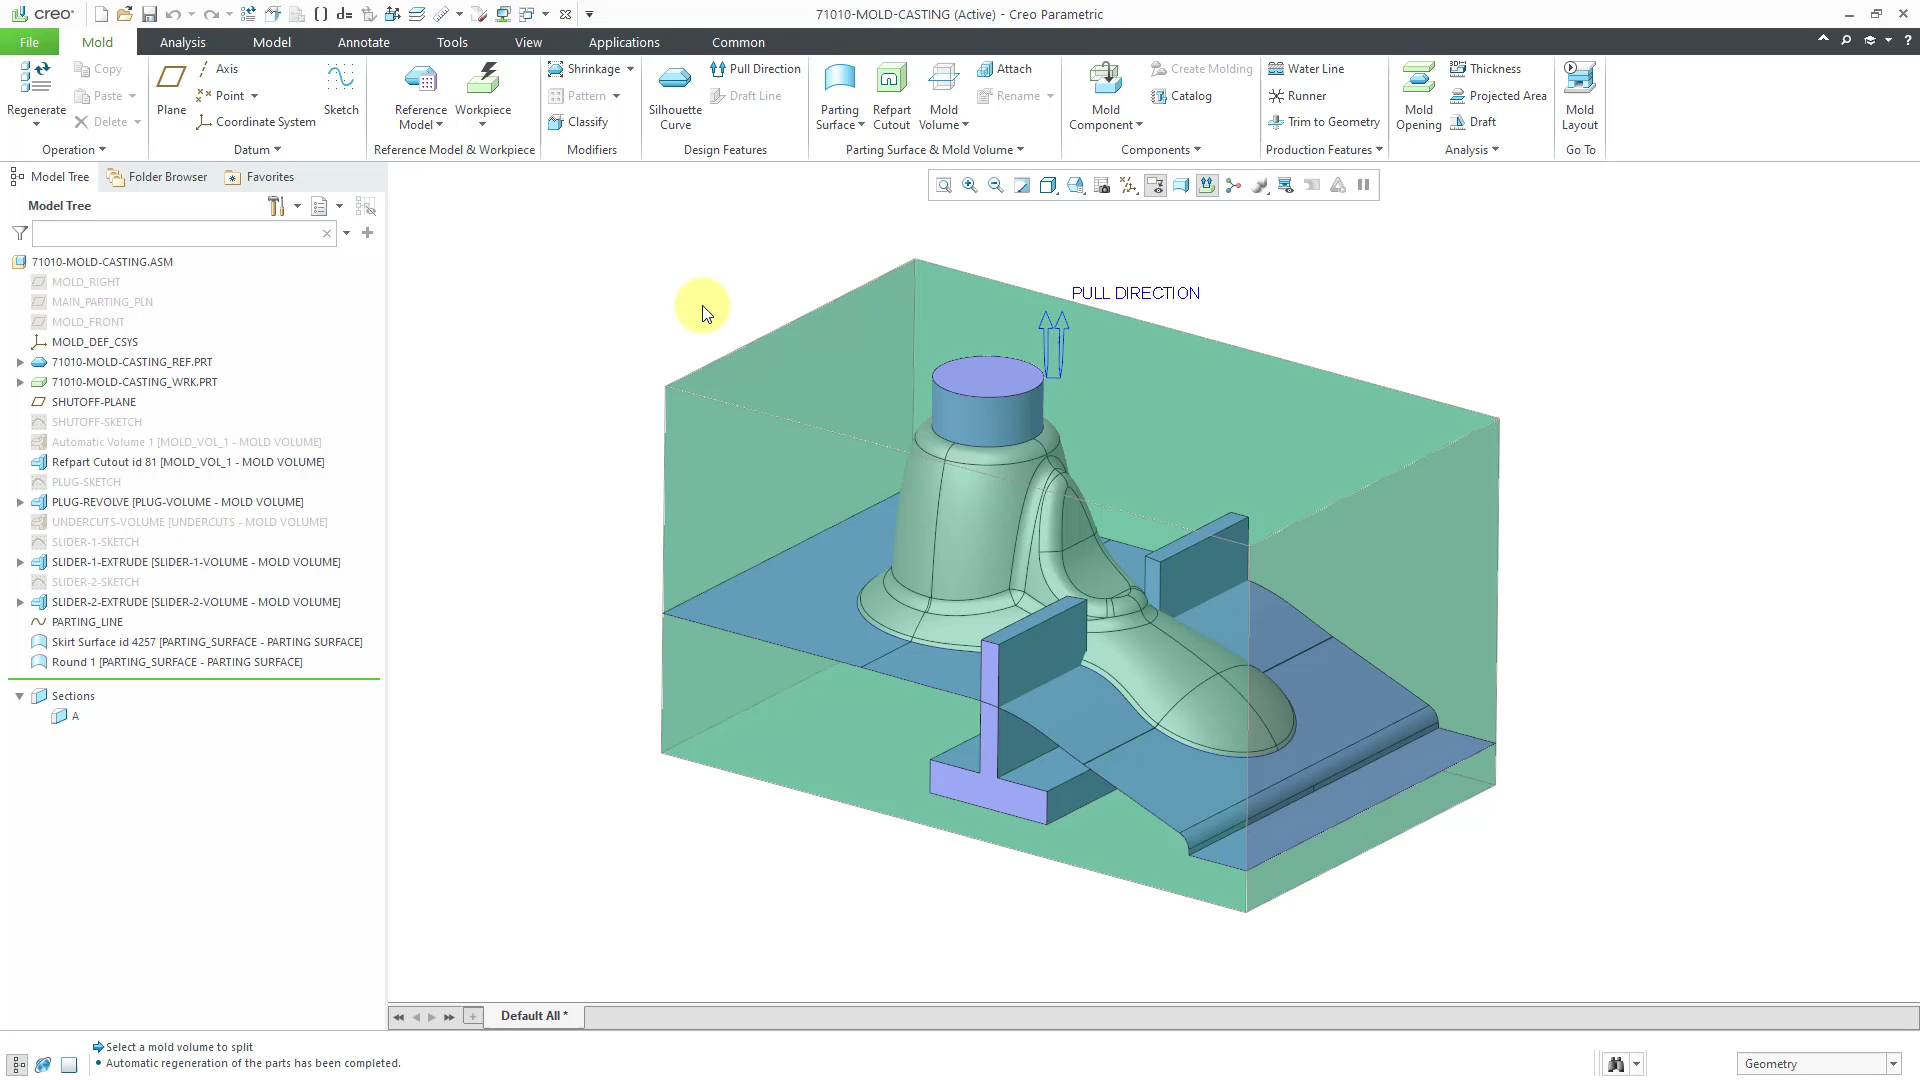 creo
71010-MOLD-CASTING (Active) - Creo Parametric
File
Mold
Analysis
Model
Annotate
Tools
View
Applications
Common
Regenerate
Copy
Paste
Delete
Operation
Plane
Axis
Point
Coordinate System
Sketch
Datum
Reference
Model
Workpiece
Reference Model & Workpiece
Shrinkage
Pattern
Classify
Modifiers
Silhouette
Curve
Pull Direction
Draft Line
Design Features
Parting
Surface
Refpart
Cutout
Mold
Volume
Attach
Rename
Parting Surface & Mold Volume
Mold
Component
Create Molding
Catalog
Components
Water Line
Runner
Trim to Geometry
Production Features
Mold
Opening
Thickness
Projected Area
Draft
Analysis
Mold
Layout
Go To
Model Tree
Folder Browser
Favorites
Model Tree
71010-MOLD-CASTING.ASM
MOLD_RIGHT
MAIN_PARTING_PLN
MOLD_FRONT
MOLD_DEF_CSYS
71010-MOLD-CASTING_REF.PRT
71010-MOLD-CASTING_WRK.PRT
SHUTOFF-PLANE
SHUTOFF-SKETCH
Automatic Volume 1 [MOLD_VOL_1 - MOLD VOLUME]
Refpart Cutout id 81 [MOLD_VOL_1 - MOLD VOLUME]
PLUG-SKETCH
PLUG-REVOLVE [PLUG-VOLUME - MOLD VOLUME]
UNDERCUTS-VOLUME [UNDERCUTS - MOLD VOLUME]
SLIDER-1-SKETCH
SLIDER-1-EXTRUDE [SLIDER-1-VOLUME - MOLD VOLUME]
SLIDER-2-SKETCH
SLIDER-2-EXTRUDE [SLIDER-2-VOLUME - MOLD VOLUME]
PARTING_LINE
Skirt Surface id 4257 [PARTING_SURFACE - PARTING SURFACE]
Round 1 [PARTING_SURFACE - PARTING SURFACE]
Sections
A
PULL DIRECTION
Default All *
Select a mold volume to split
• Automatic regeneration of the parts has been completed.
Geometry